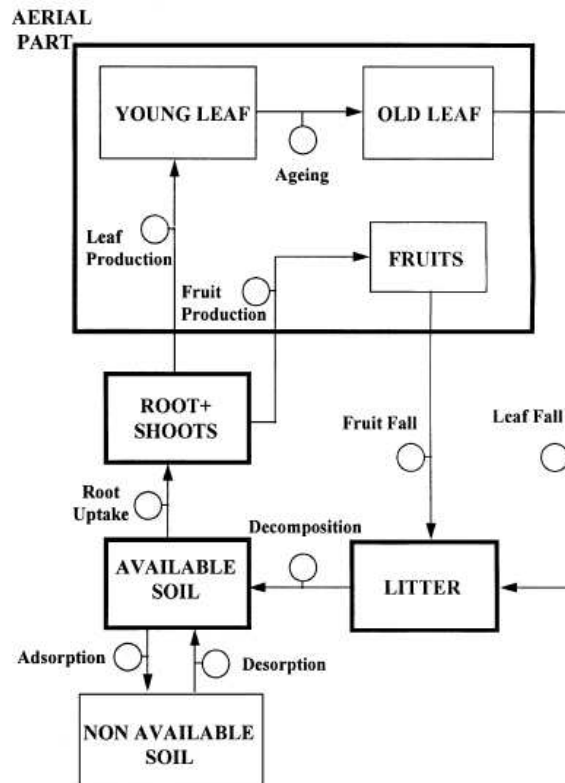 AERIAL
PART
YOUNG LEAF
OLD LEAF
Ageing
Leaf
Production
Fruit
Production
FRUITS
ROOT+
SHOOTS
Fruit Fall
Leaf Fall
Root
Uptake
Decomposition
AVAILABLE
SOIL
LITTER
Adsorption
Desorption
NON AVAILABLE
SOIL